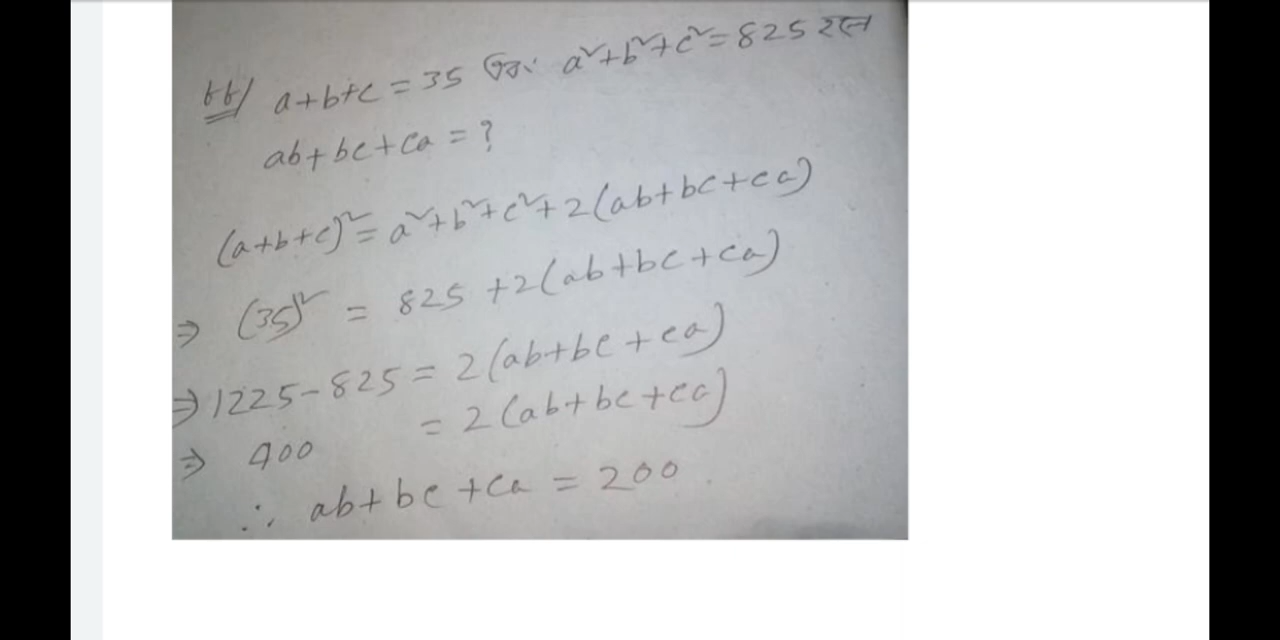 ৮৮/ a+b+c = 35 এবং a²+b²+c² = 825 হলে
ab+bc+ca = ?
(a+b+c)² = a²+b²+c²+2(ab+bc+ca)
⇒ (35)² = 825 +2(ab+bc+ca)
⇒ 1225-825 = 2(ab+bc+ca)
⇒ 400 = 2(ab+bc+ca)
∴ ab+bc+ca = 200